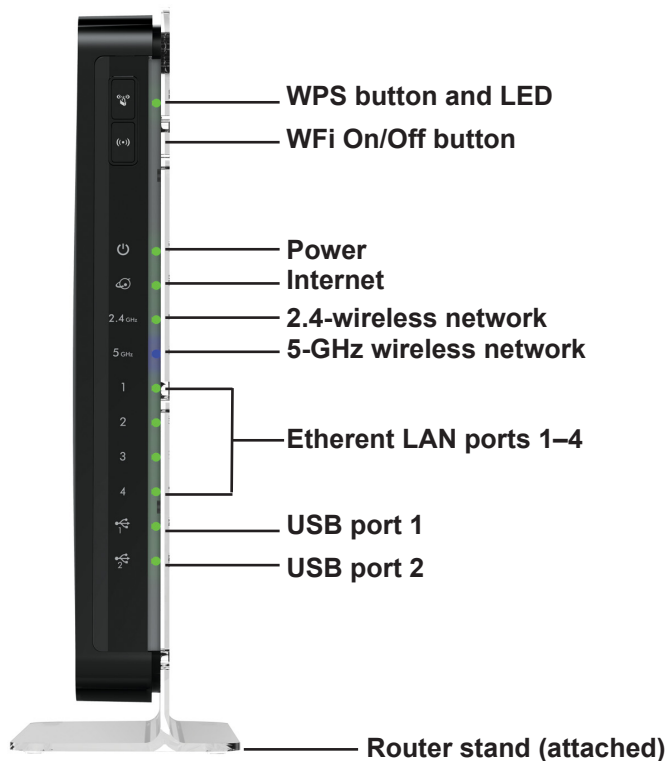 WPS button and LED
WFi On/Off button
Power
Internet
2.4 GHz
2.4-wireless network
5 GHz
5-GHz wireless network
1
2
Etherent LAN ports 1–4
3
4
1
USB port 1
2
USB port 2
Router stand (attached)